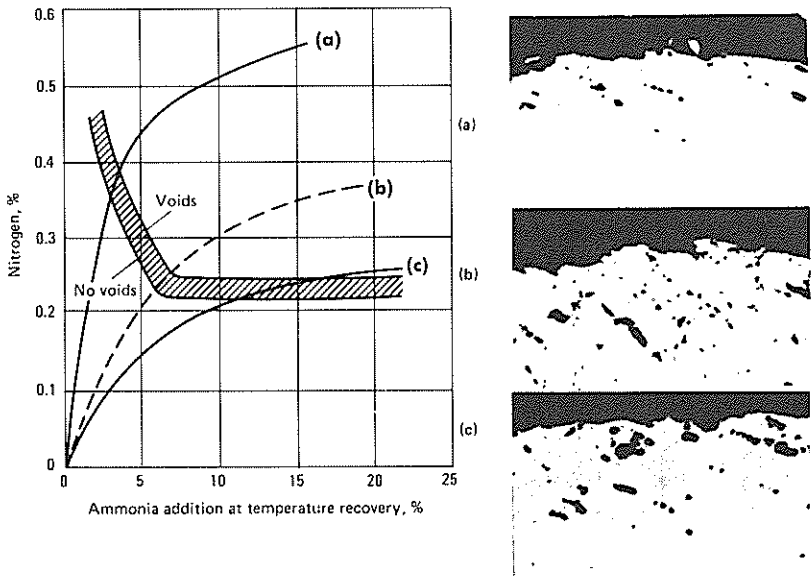 0.6
0.5
0.4
0.3
0.2
0.1
0
Nitrogen, %
(a)
(b)
(c)
Voids
No voids
0 5 10 15 20 25
Ammonia addition at temperature recovery, %
(a)
(b)
(c)